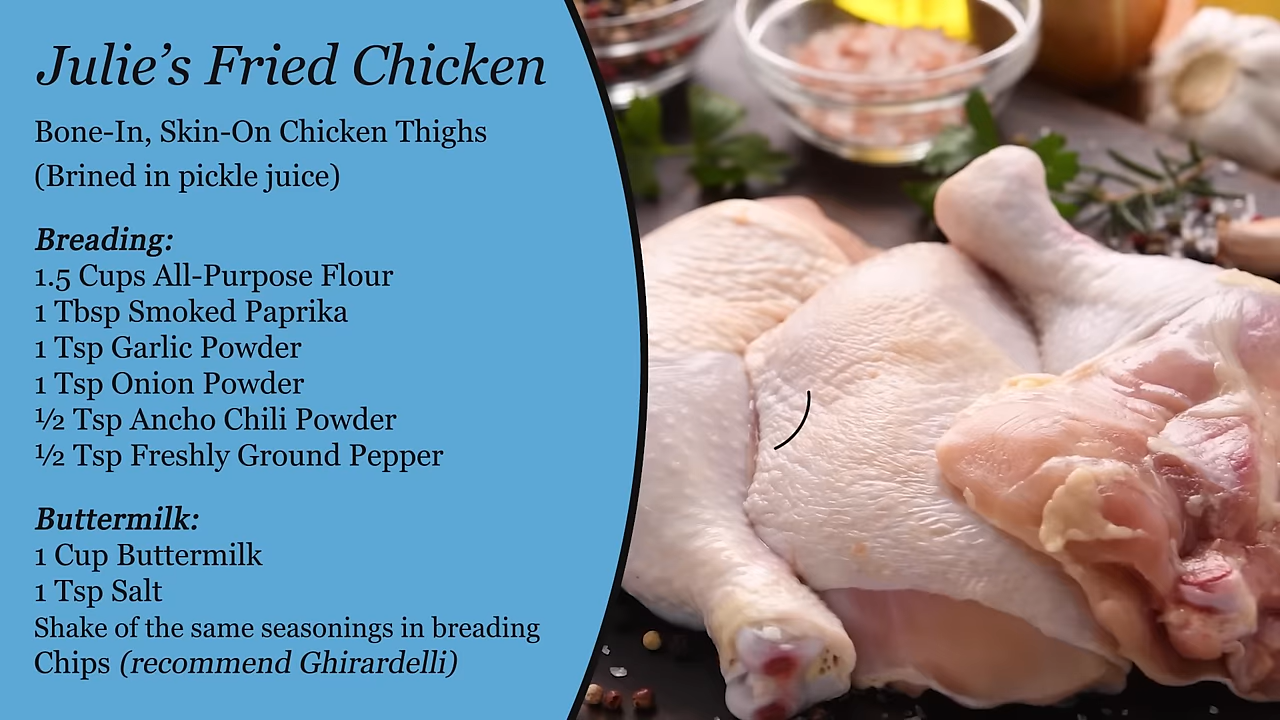 Julie’s Fried Chicken
Bone-In, Skin-On Chicken Thighs
(Brined in pickle juice)
Breading:
1.5 Cups All-Purpose Flour
1 Tbsp Smoked Paprika
1 Tsp Garlic Powder
1 Tsp Onion Powder
½ Tsp Ancho Chili Powder
½ Tsp Freshly Ground Pepper
Buttermilk:
1 Cup Buttermilk
1 Tsp Salt
Shake of the same seasonings in breading
Chips (recommend Ghirardelli)